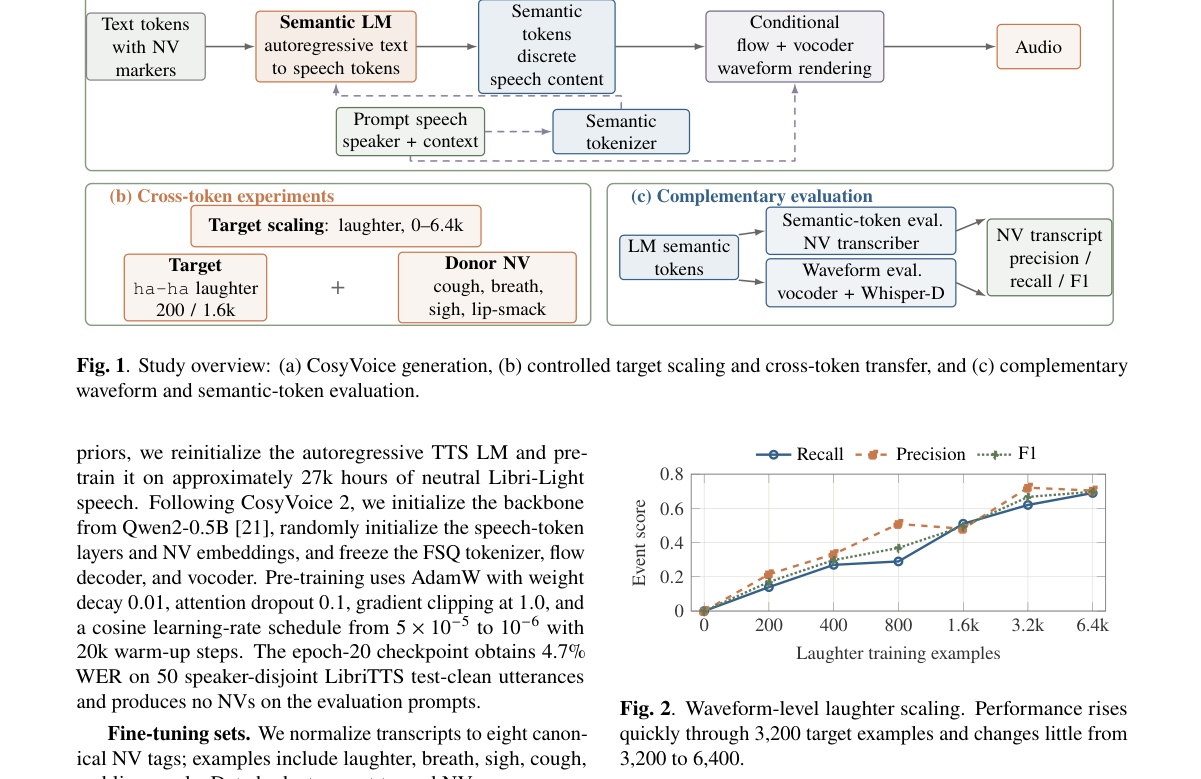 Text tokens
with NV
markers
Semantic LM
autoregressive text
to speech tokens
Semantic
tokens
discrete
speech content
Conditional
flow + vocoder
waveform rendering
Audio
Prompt speech
speaker + context
Semantic
tokenizer
(b) Cross-token experiments
Target scaling: laughter, 0–6.4k
Target
ha-ha laughter
200 / 1.6k
+
Donor NV
cough, breath,
sigh, lip-smack
(c) Complementary evaluation
LM semantic
tokens
Semantic-token eval.
NV transcriber
Waveform eval.
vocoder + Whisper-D
NV transcript
precision /
recall / F1
Fig. 1. Study overview: (a) CosyVoice generation, (b) controlled target scaling and cross-token transfer, and (c) complementary
waveform and semantic-token evaluation.
priors, we reinitialize the autoregressive TTS LM and pre-
train it on approximately 27k hours of neutral Libri-Light
speech. Following CosyVoice 2, we initialize the backbone
from Qwen2-0.5B [21], randomly initialize the speech-token
layers and NV embeddings, and freeze the FSQ tokenizer, flow
decoder, and vocoder. Pre-training uses AdamW with weight
decay 0.01, attention dropout 0.1, gradient clipping at 1.0, and
a cosine learning-rate schedule from 5 × 10⁻⁵ to 10⁻⁶ with
20k warm-up steps. The epoch-20 checkpoint obtains 4.7%
WER on 50 speaker-disjoint LibriTTS test-clean utterances
and produces no NVs on the evaluation prompts.
Fine-tuning sets. We normalize transcripts to eight canon-
ical NV tags; examples include laughter, breath, sigh, cough,
Recall Precision F1
Event score
0.8
0.6
0.4
0.2
0
0 200 400 800 1.6k 3.2k 6.4k
Laughter training examples
Fig. 2. Waveform-level laughter scaling. Performance rises
quickly through 3,200 target examples and changes little from
3,200 to 6,400.